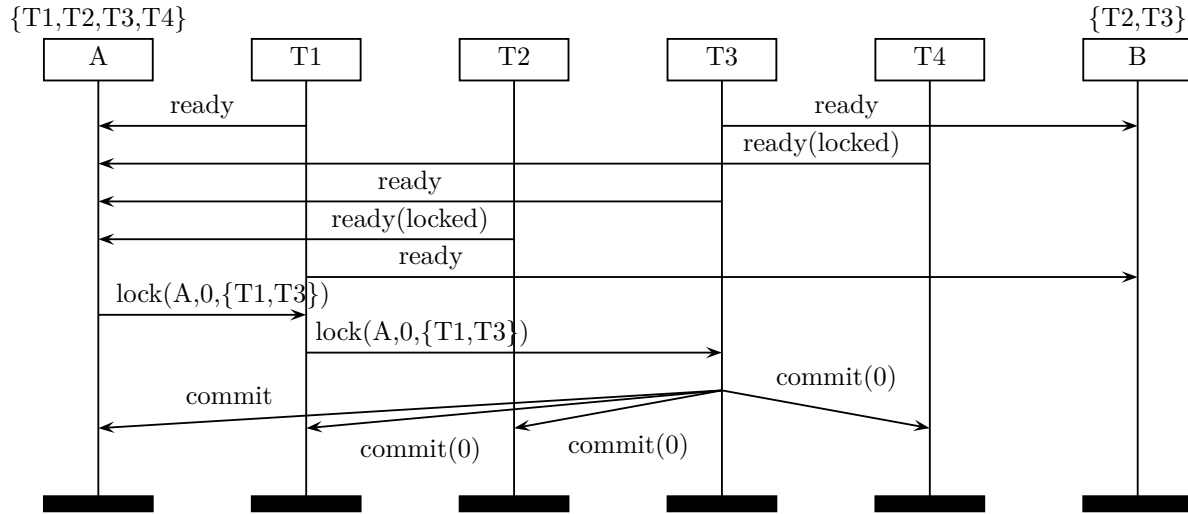 {T1,T2,T3,T4}
{T2,T3}
A
T1
T2
T3
T4
B
ready
ready
ready(locked)
ready
ready(locked)
ready
lock(A,0,{T1,T3})
lock(A,0,{T1,T3})
commit(0)
commit
commit(0)
commit(0)